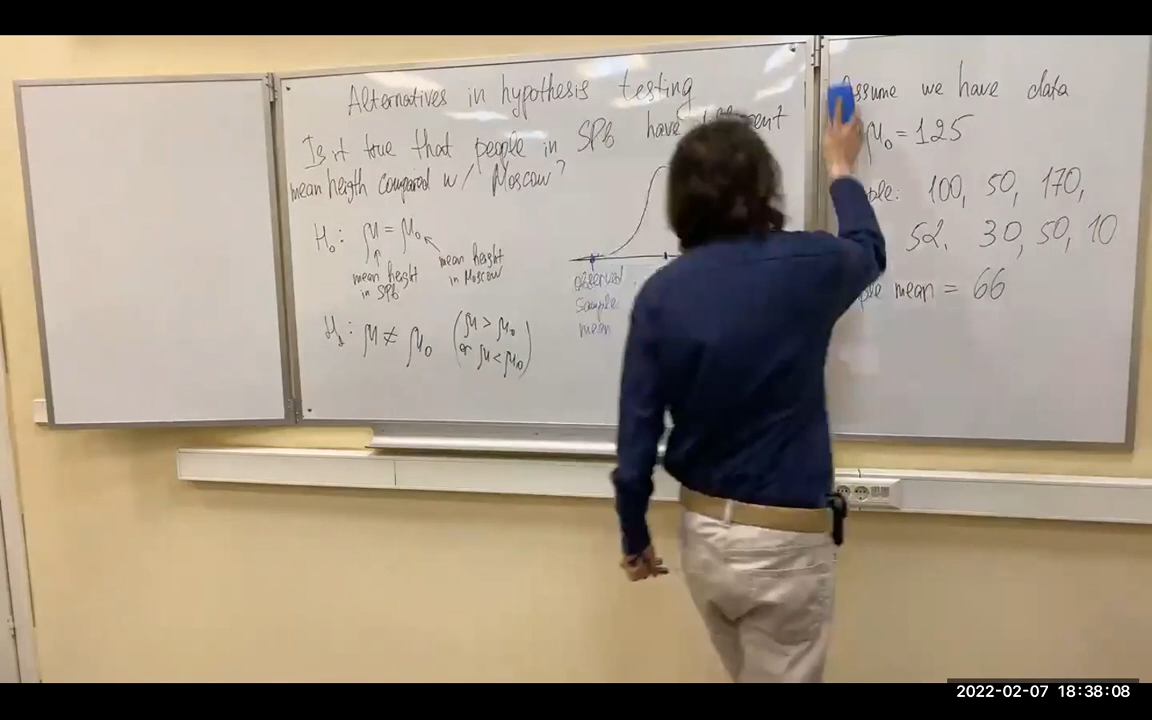 Alternatives in hypothesis testing
Is it true that people in SPb have
mean heigth compared w/ Moscow?
H₀: μ = μ₀
mean height
in SPb
mean height
in Moscow
H₁: μ ≠ μ₀ (μ > μ₀
or μ < μ₀)
observed
sample
mean
Assume we have data
μ₀ = 125
100, 50, 170,
52, 30, 50, 10
mean = 66
2022-02-07 18:38:08